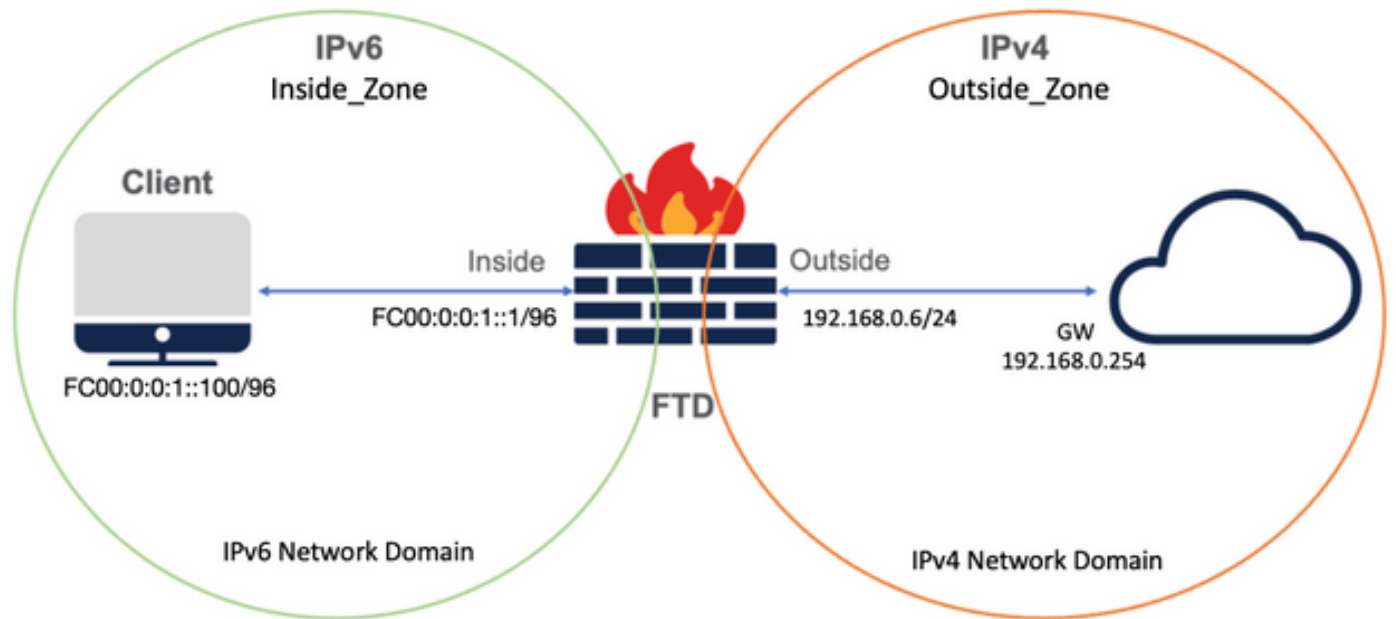 IPv6
Inside_Zone
IPv4
Outside_Zone
Client
Inside
Outside
FC00:0:0:1::1/96
192.168.0.6/24
GW
192.168.0.254
FC00:0:0:1::100/96
FTD
IPv6 Network Domain
IPv4 Network Domain